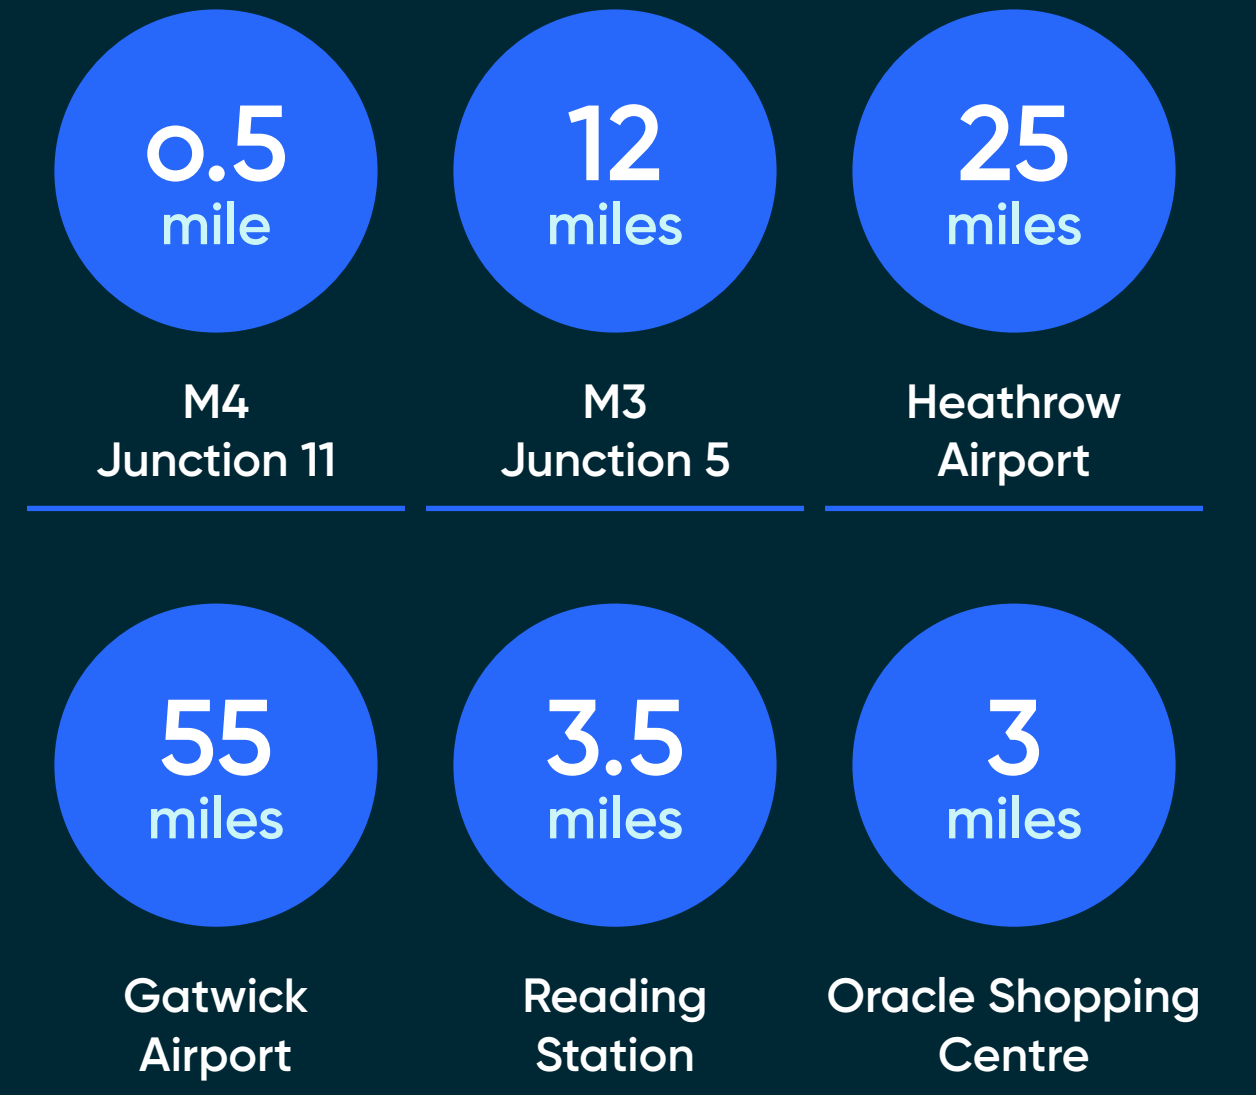 o.5
mile
M4
Junction 11
12
miles
M3
Junction 5
25
miles
Heathrow
Airport
55
miles
Gatwick
Airport
3.5
miles
Reading
Station
3
miles
Oracle Shopping
Centre